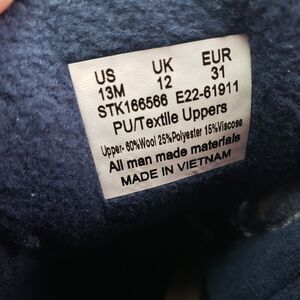 US UK EUR
13M 12 31
STK166566 E22-61911
PU/Textile Uppers
Upper- 60%Wool 25%Polyester 15%Viscose
All man made materials
MADE IN VIETNAM